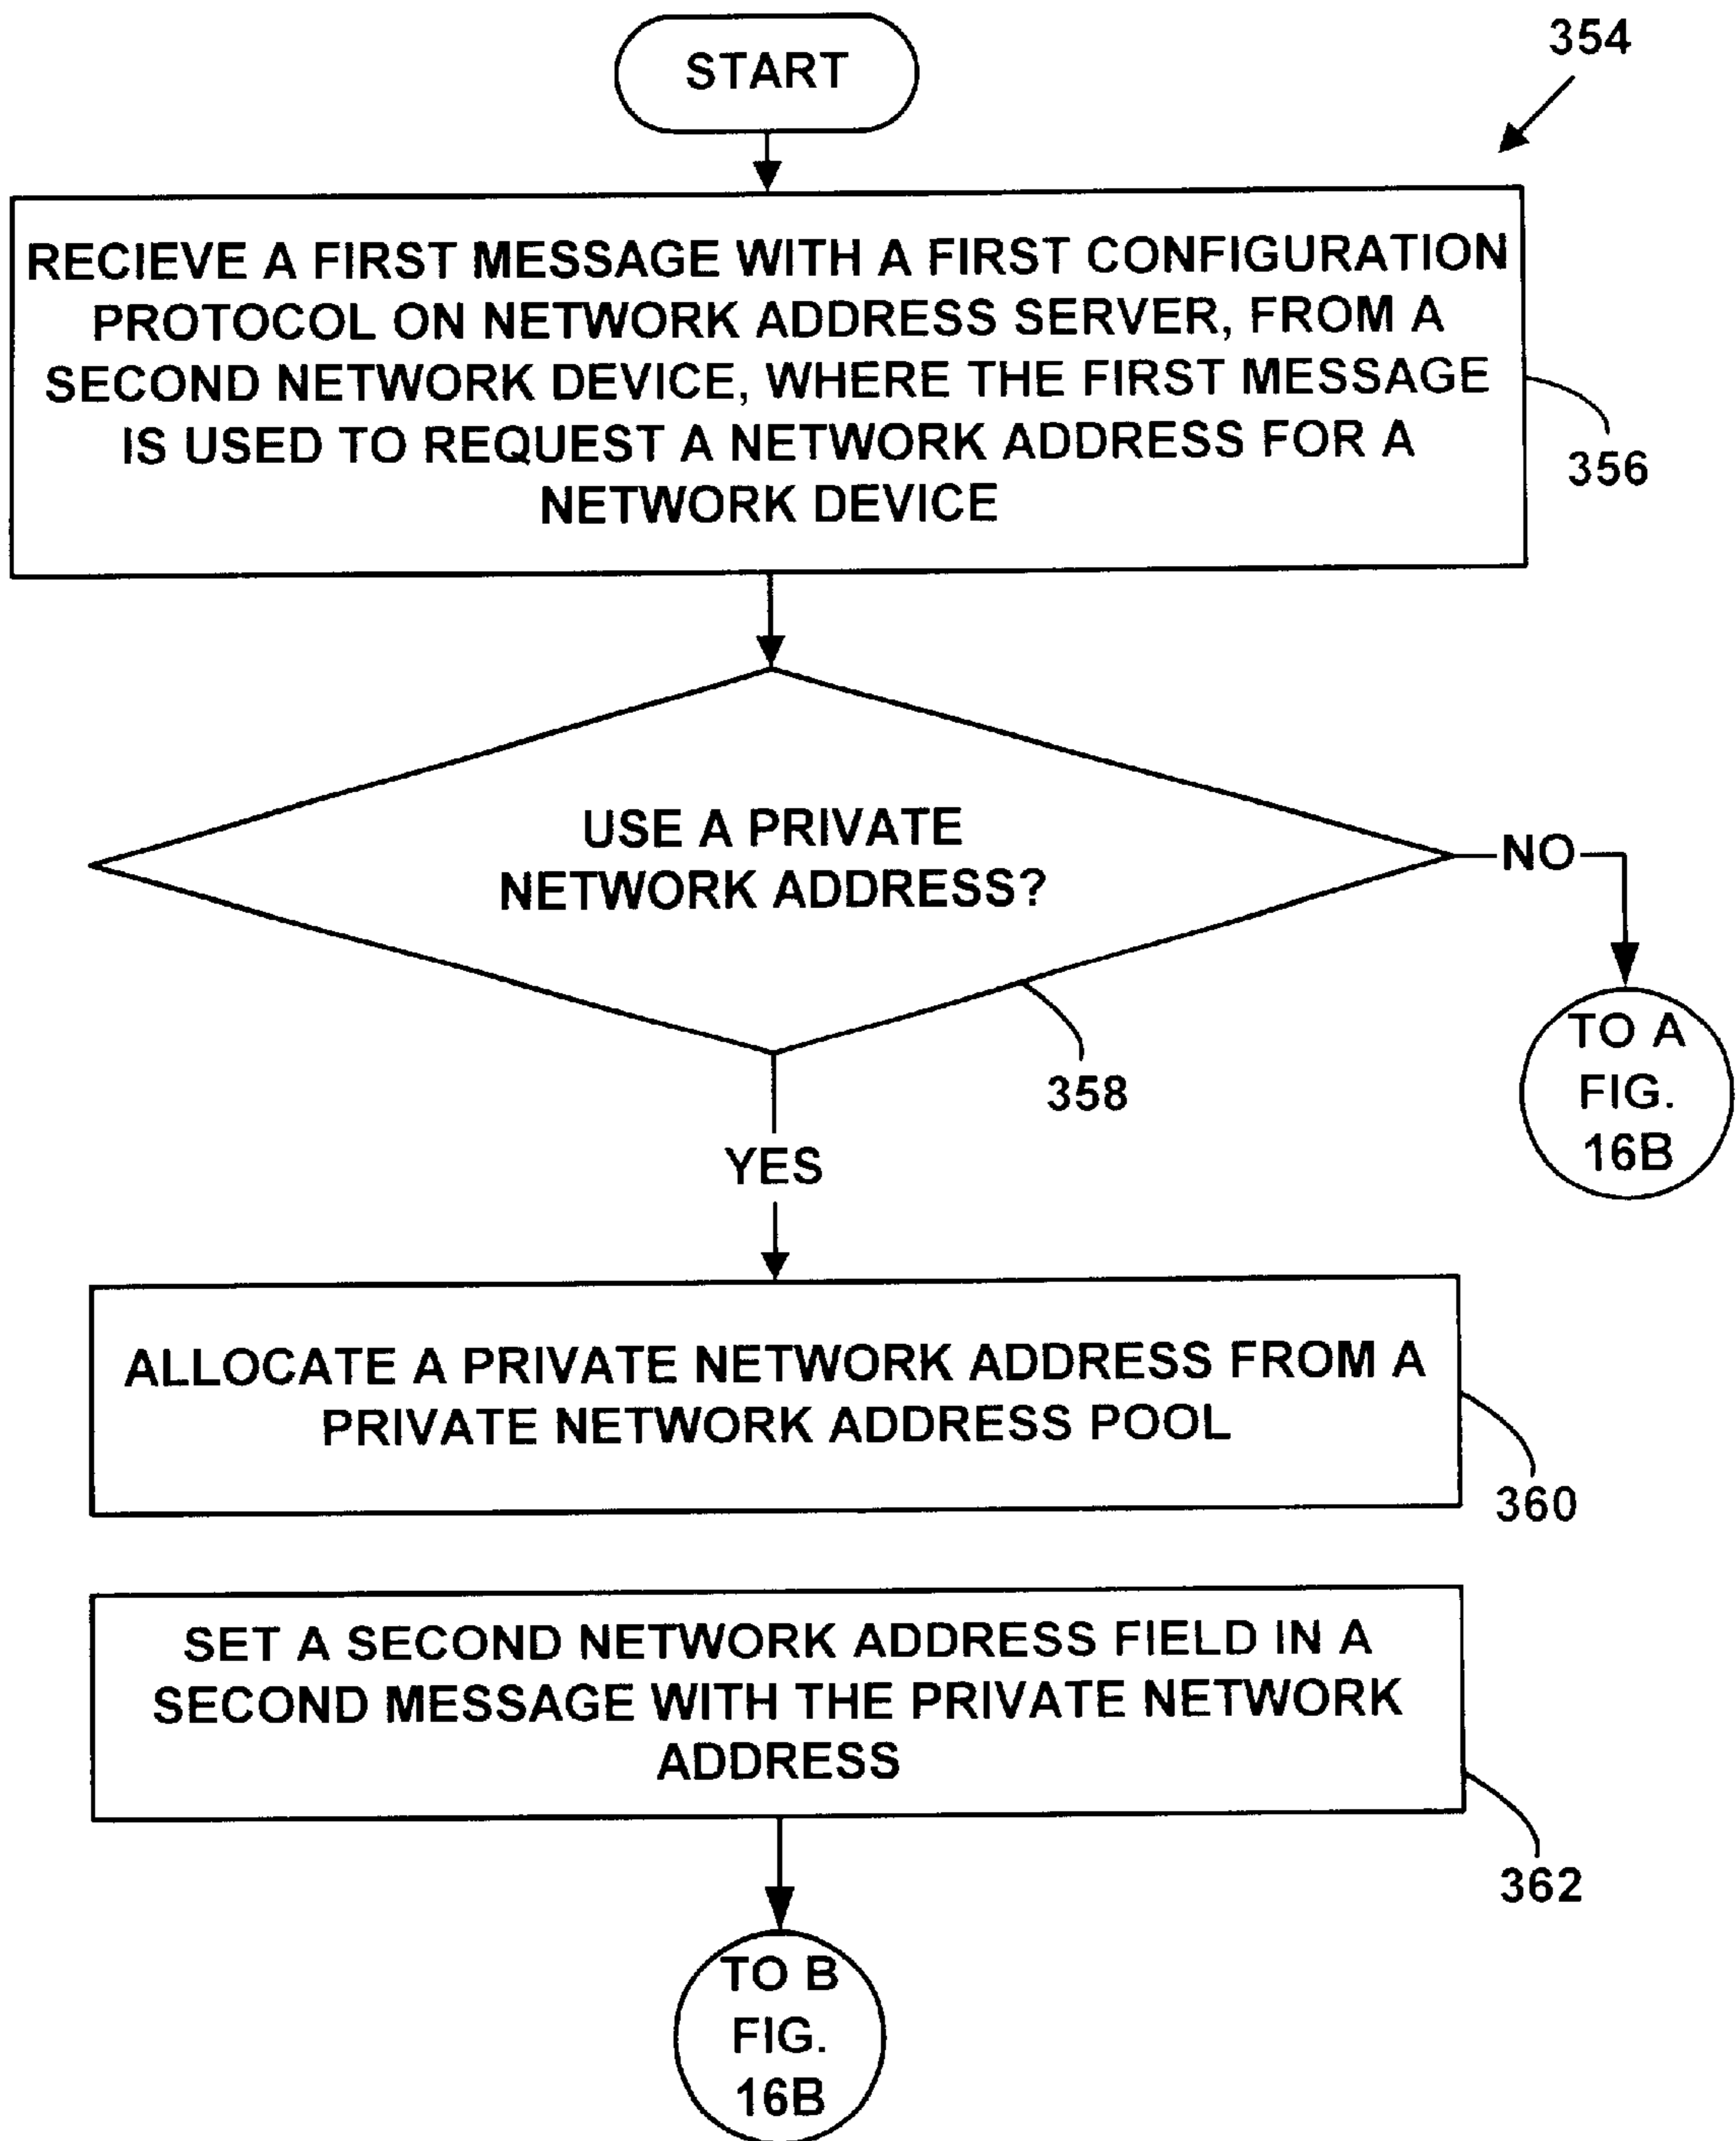 START
354
RECIEVE A FIRST MESSAGE WITH A FIRST CONFIGURATION
PROTOCOL ON NETWORK ADDRESS SERVER, FROM A
SECOND NETWORK DEVICE, WHERE THE FIRST MESSAGE
IS USED TO REQUEST A NETWORK ADDRESS FOR A
NETWORK DEVICE
356
USE A PRIVATE
NETWORK ADDRESS?
NO
358
TO A
FIG.
16B
YES
ALLOCATE A PRIVATE NETWORK ADDRESS FROM A
PRIVATE NETWORK ADDRESS POOL
360
SET A SECOND NETWORK ADDRESS FIELD IN A
SECOND MESSAGE WITH THE PRIVATE NETWORK
ADDRESS
362
TO B
FIG.
16B